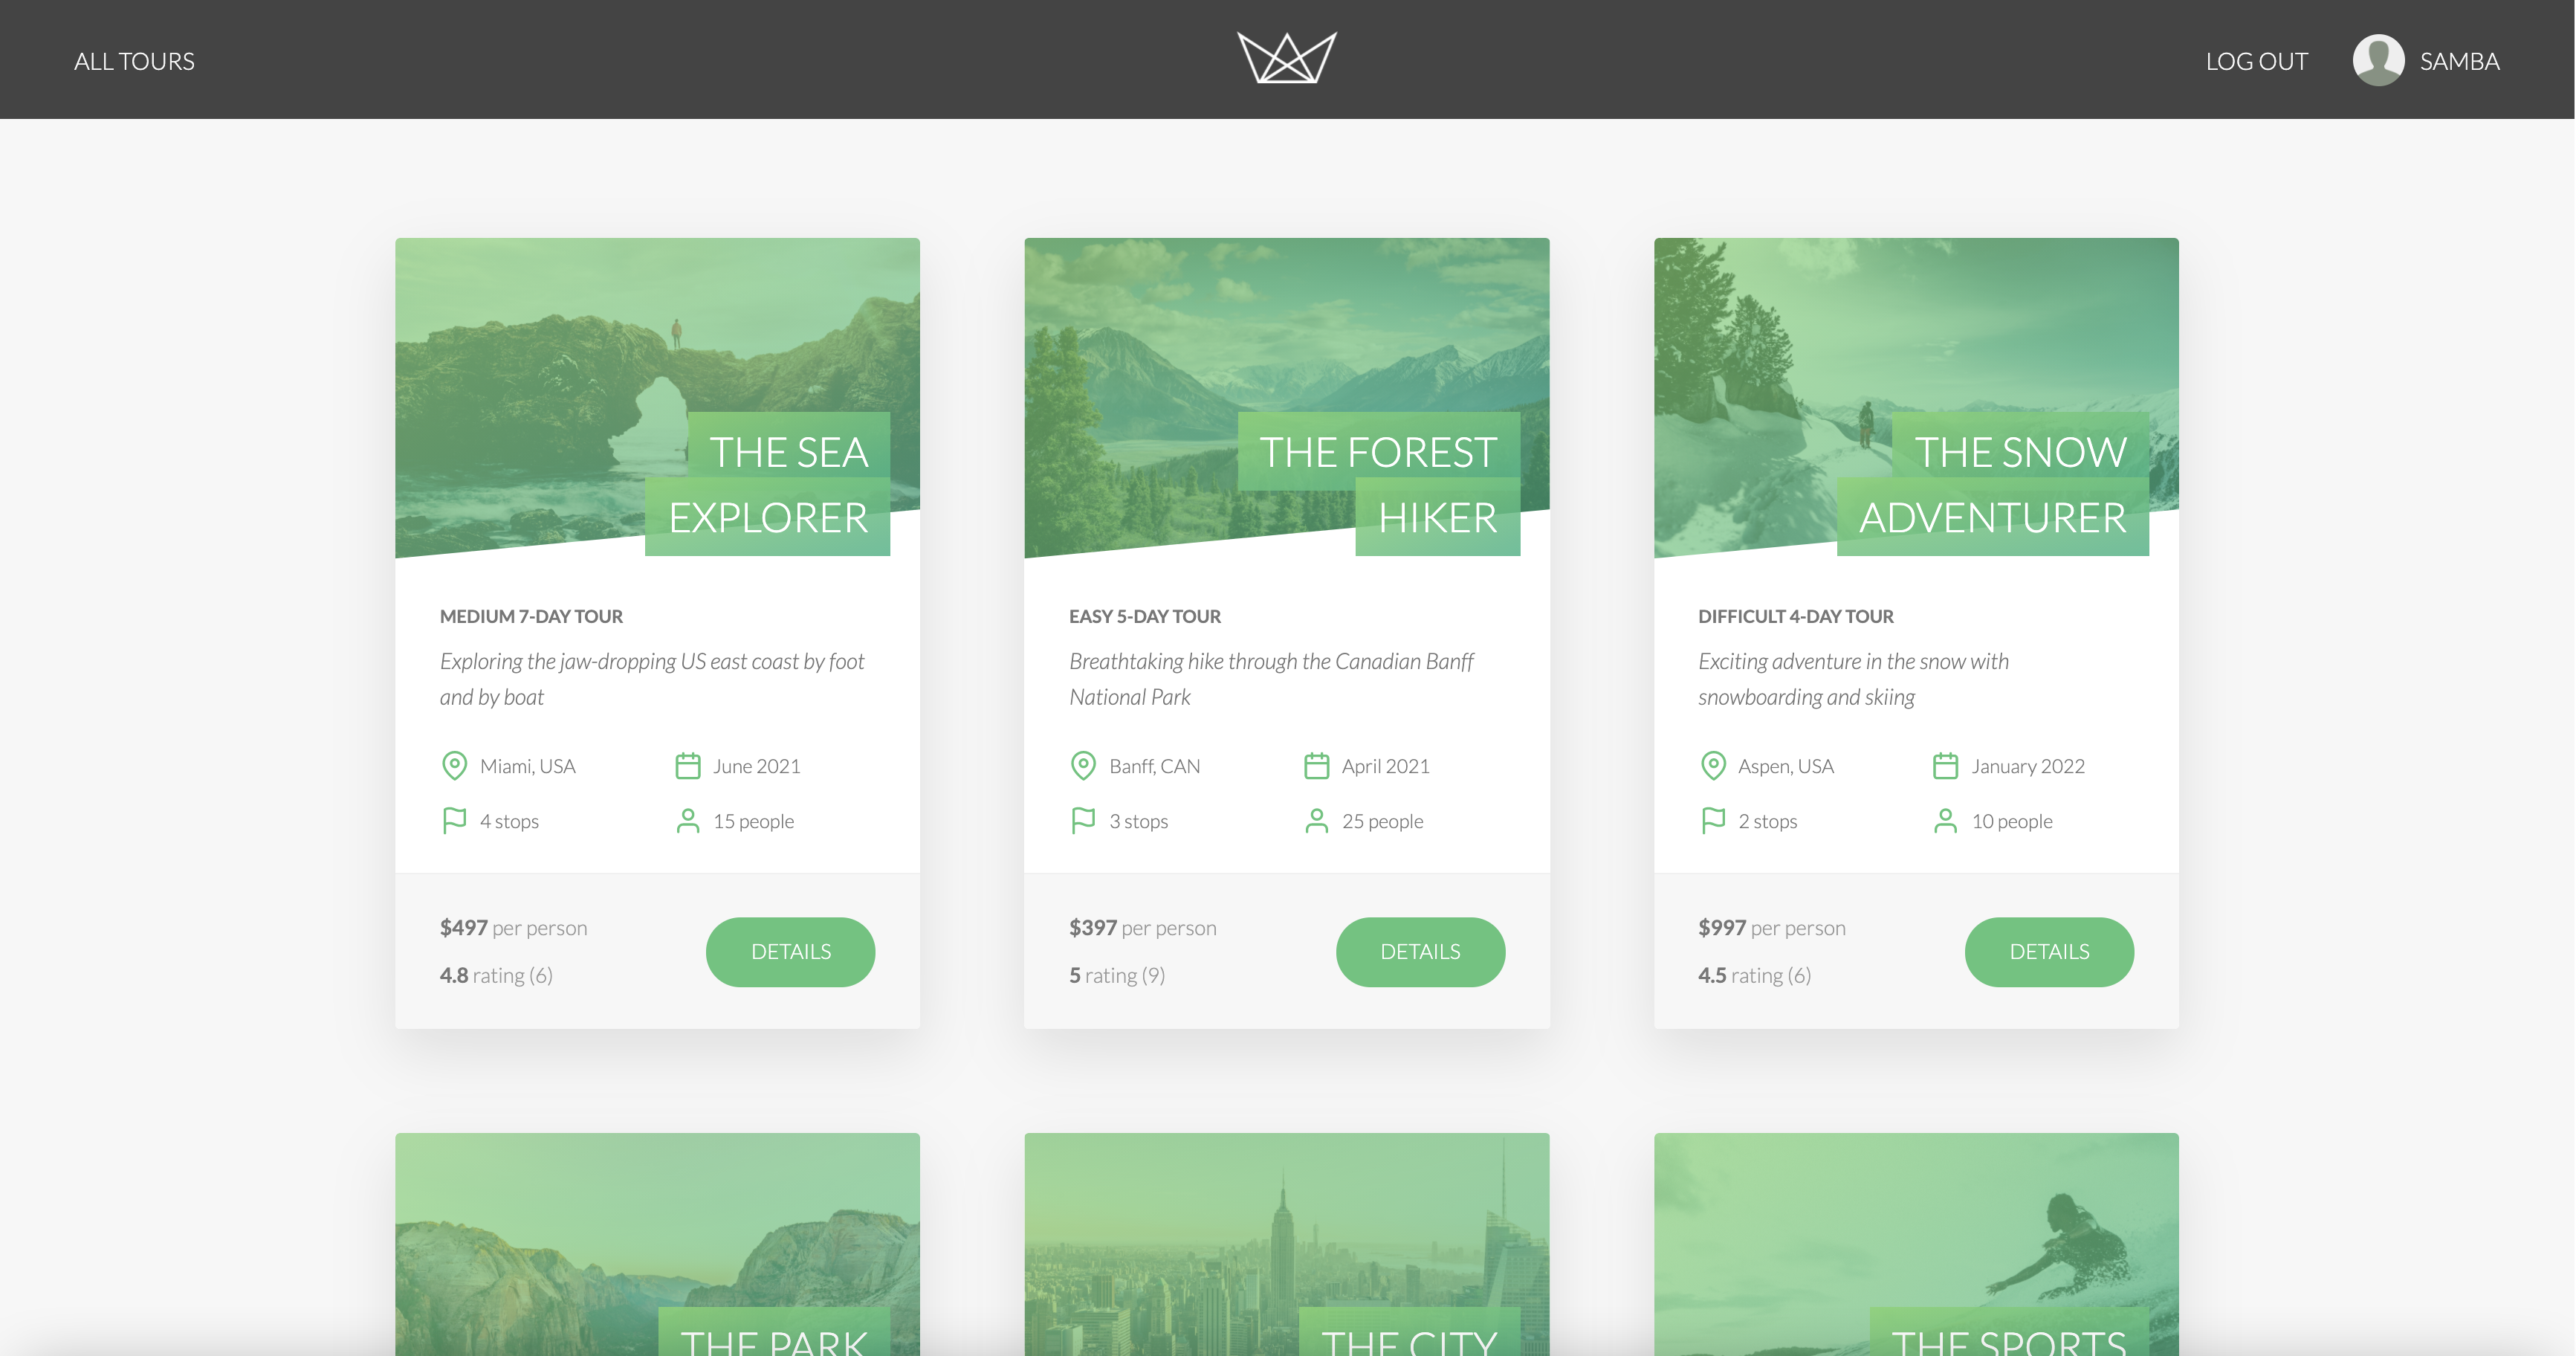 ALL TOURS
LOG OUT
SAMBA
THE SEA
EXPLORER
MEDIUM 7-DAY TOUR
Exploring the jaw-dropping US east coast by foot
and by boat
Miami, USA
June 2021
4 stops
15 people
$497 per person
4.8 rating (6)
DETAILS
THE FOREST
HIKER
EASY 5-DAY TOUR
Breathtaking hike through the Canadian Banff
National Park
Banff, CAN
April 2021
3 stops
25 people
$397 per person
5 rating (9)
DETAILS
THE SNOW
ADVENTURER
DIFFICULT 4-DAY TOUR
Exciting adventure in the snow with
snowboarding and skiing
Aspen, USA
January 2022
2 stops
10 people
$997 per person
4.5 rating (6)
DETAILS
THE PARK
THE CITY
THE SPORTS